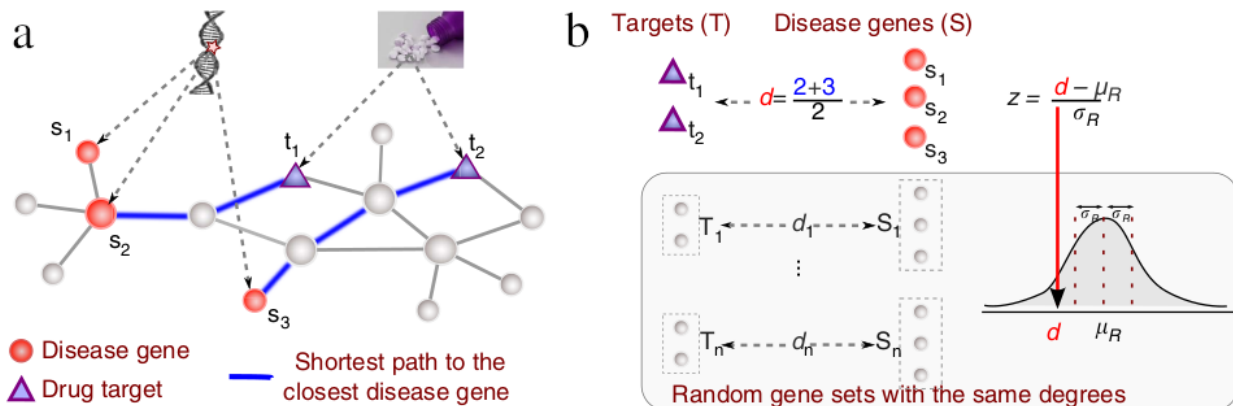 a
s1
s2
s3
t1
t2
Disease gene
Drug target
Shortest path to the
closest disease gene
b
Targets (T)
Disease genes (S)
t1
t2
d= 2+3
2
s1
s2
s3
z = d − μR
σR
T1
d1
S1
⋮
Tn
dn
Sn
σR σR
d
μR
Random gene sets with the same degrees